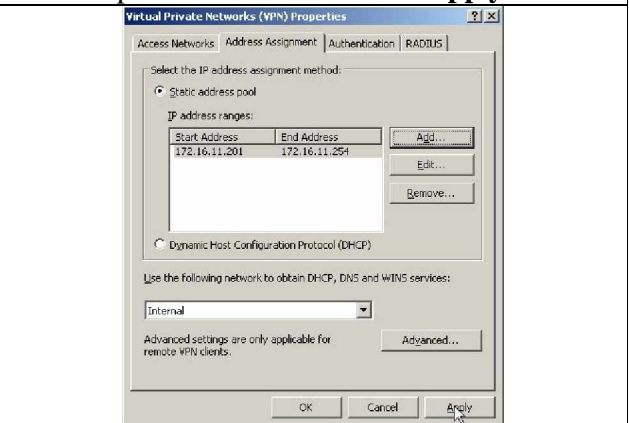 Virtual Private Networks (VPN) Properties
Access Networks Address Assignment Authentication RADIUS
Select the IP address assignment method:
Static address pool
IP address ranges:
Start Address End Address
172.16.11.201 172.16.11.254
Add...
Edit...
Remove...
Dynamic Host Configuration Protocol (DHCP)
Use the following network to obtain DHCP, DNS and WINS services:
Internal
Advanced settings are only applicable for
remote VPN clients.
Advanced...
OK Cancel Apply